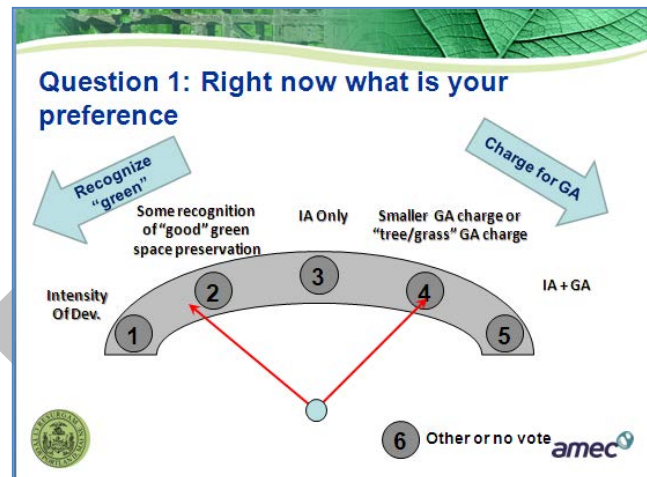 Question 1: Right now what is your
preference
Recognize
"green"
Charge for GA
Some recognition
of "good" green
space preservation
IA Only
Smaller GA charge or
"tree/grass" GA charge
Intensity
Of Dev.
IA + GA
1
2
3
4
5
6
Other or no vote
amec